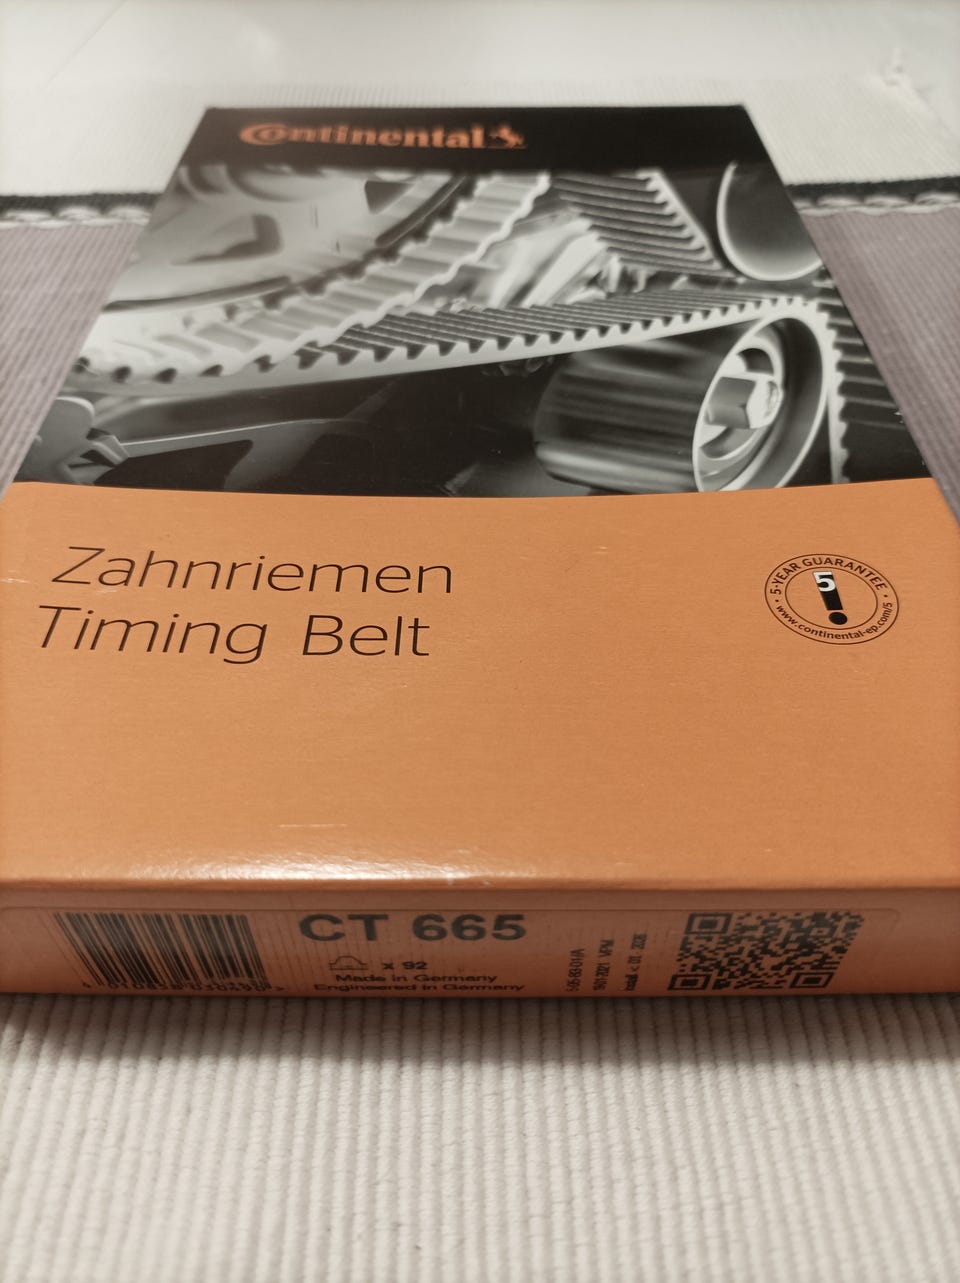 Continental
Zahnriemen
Timing Belt
5-YEAR GUARANTEE
5
www.continental-ep.com/5
CT 665
x 92
Made in Germany
Engineered in Germany